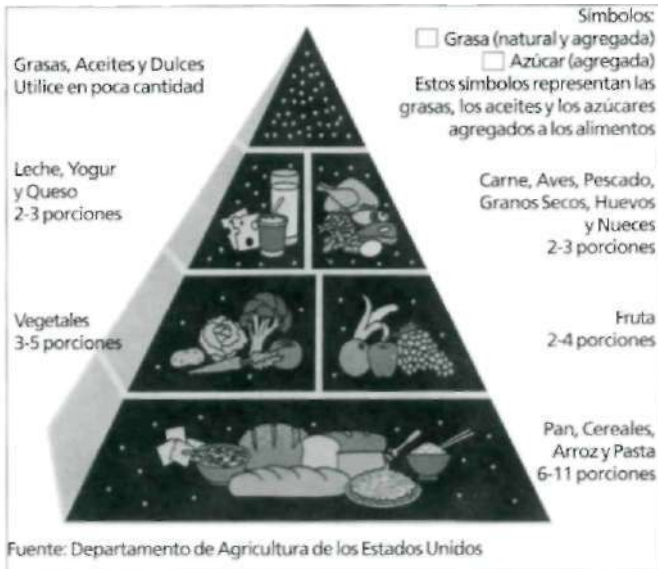 Símbolos:
Grasa (natural y agregada)
Azúcar (agregada)
Estos símbolos representan las
grasas, los aceites y los azúcares
agregados a los alimentos
Grasas, Aceites y Dulces
Utilice en poca cantidad
Leche, Yogur
y Queso
2-3 porciones
Carne, Aves, Pescado,
Granos Secos, Huevos
y Nueces
2-3 porciones
Vegetales
3-5 porciones
Fruta
2-4 porciones
Pan, Cereales,
Arroz y Pasta
6-11 porciones
Fuente: Departamento de Agricultura de los Estados Unidos